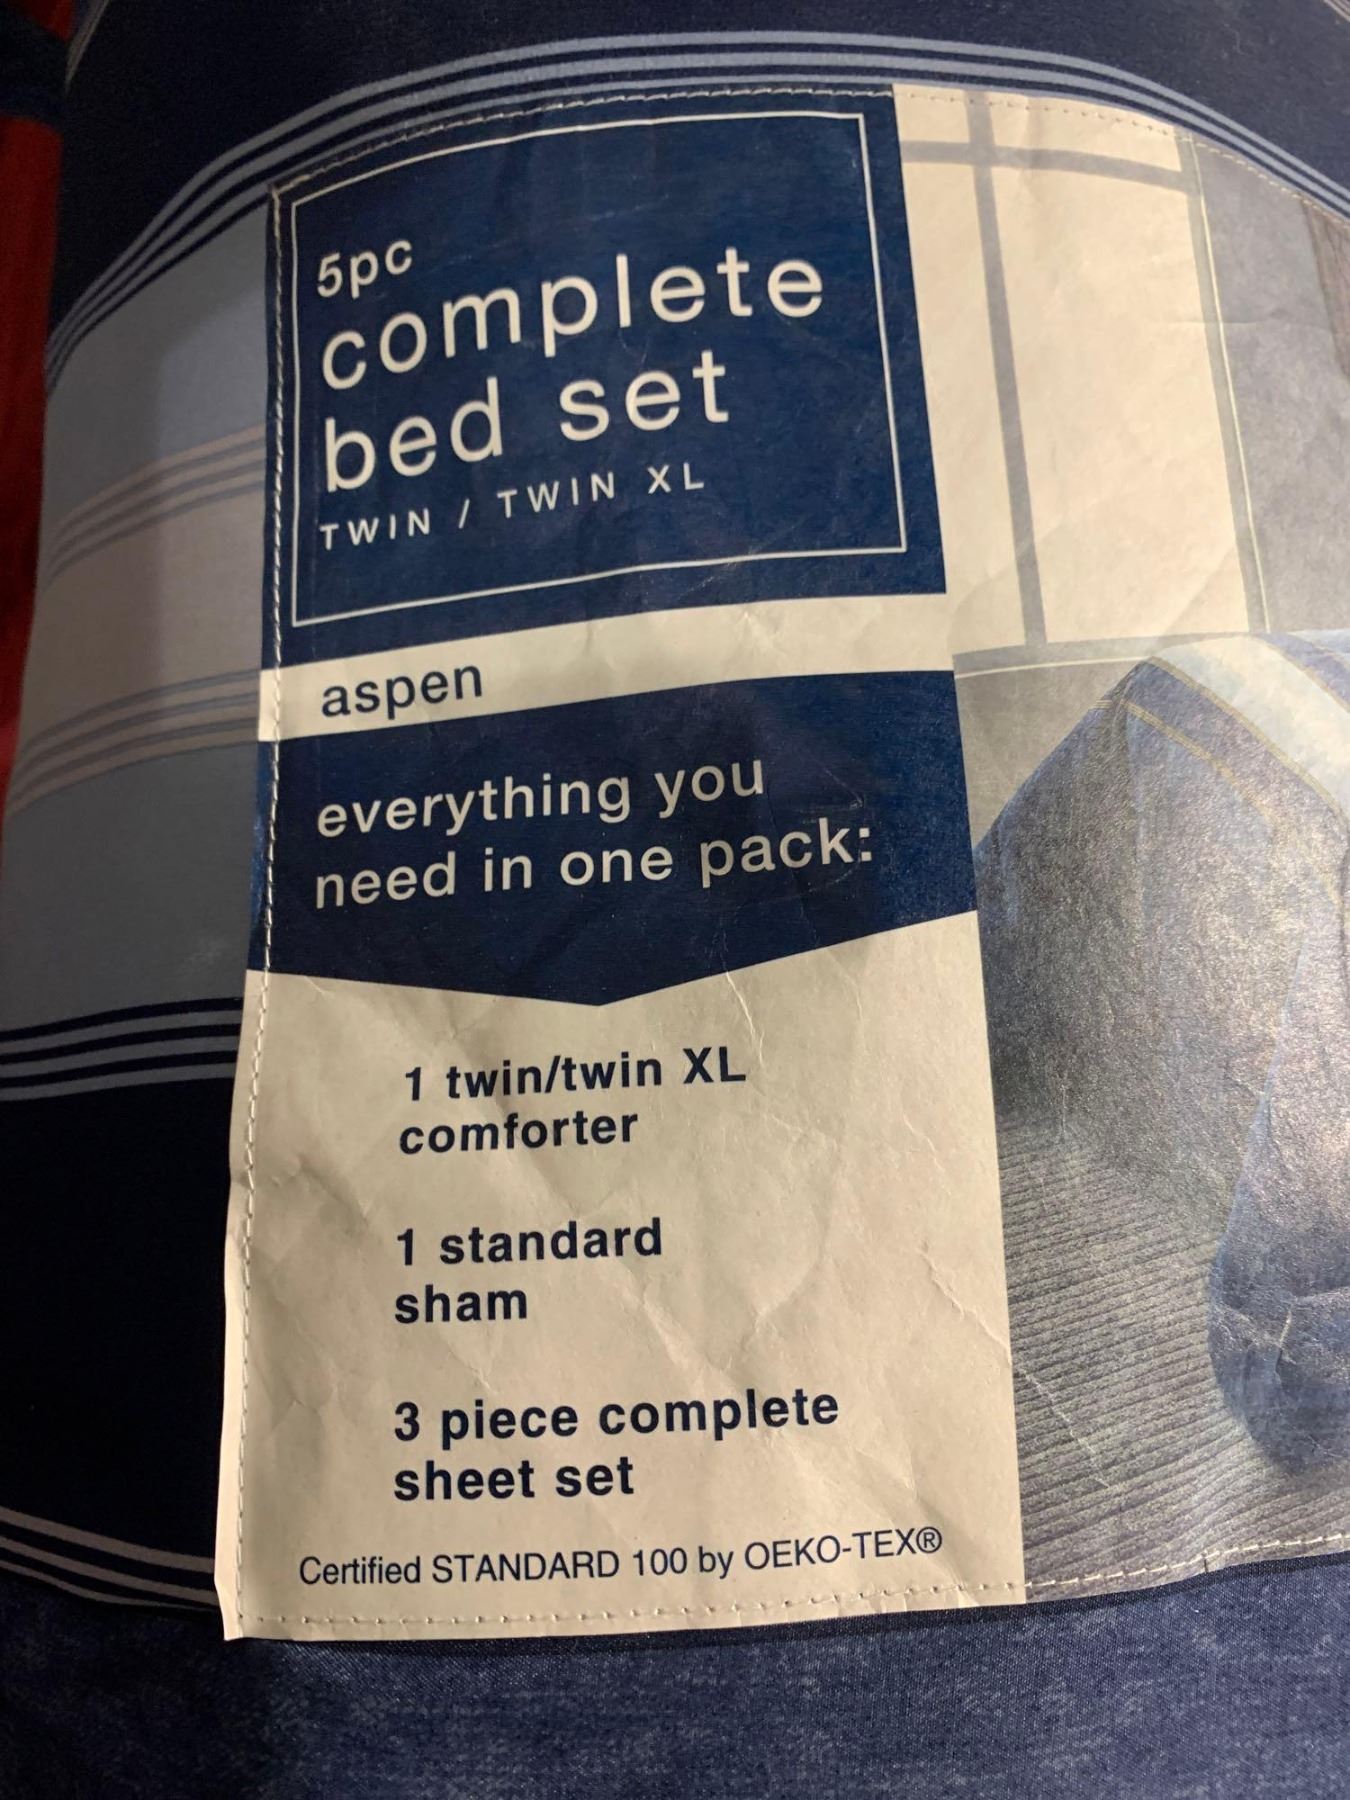 5pc
complete
bed set
TWIN / TWIN XL
aspen
everything you
need in one pack:
1 twin/twin XL
comforter
1 standard
sham
3 piece complete
sheet set
Certified STANDARD 100 by OEKO-TEX®